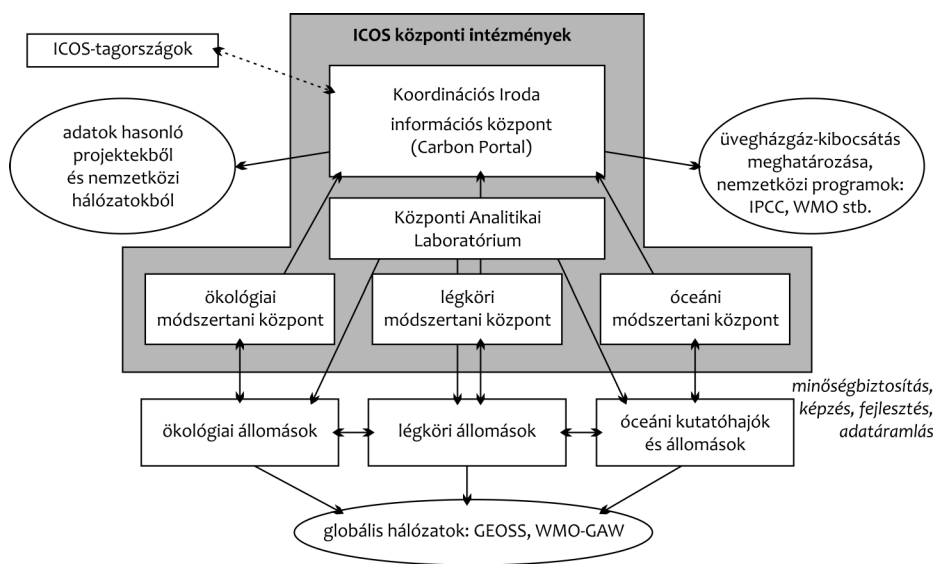 ICOS központi intézmények
ICOS-tagországok
Koordinációs Iroda
információs központ
(Carbon Portal)
adatok hasonló
projektekből
és nemzetközi
hálózatokból
üvegházgáz-kibocsátás
meghatározása,
nemzetközi programok:
IPCC, WMO stb.
Központi Analitikai
Laboratórium
ökológiai
módszertani központ
légköri
módszertani központ
óceáni
módszertani központ
minőségbiztosítás,
képzés, fejlesztés,
adatáramlás
ökológiai állomások
légköri állomások
óceáni kutatóhajók
és állomások
globális hálózatok: GEOSS, WMO-GAW